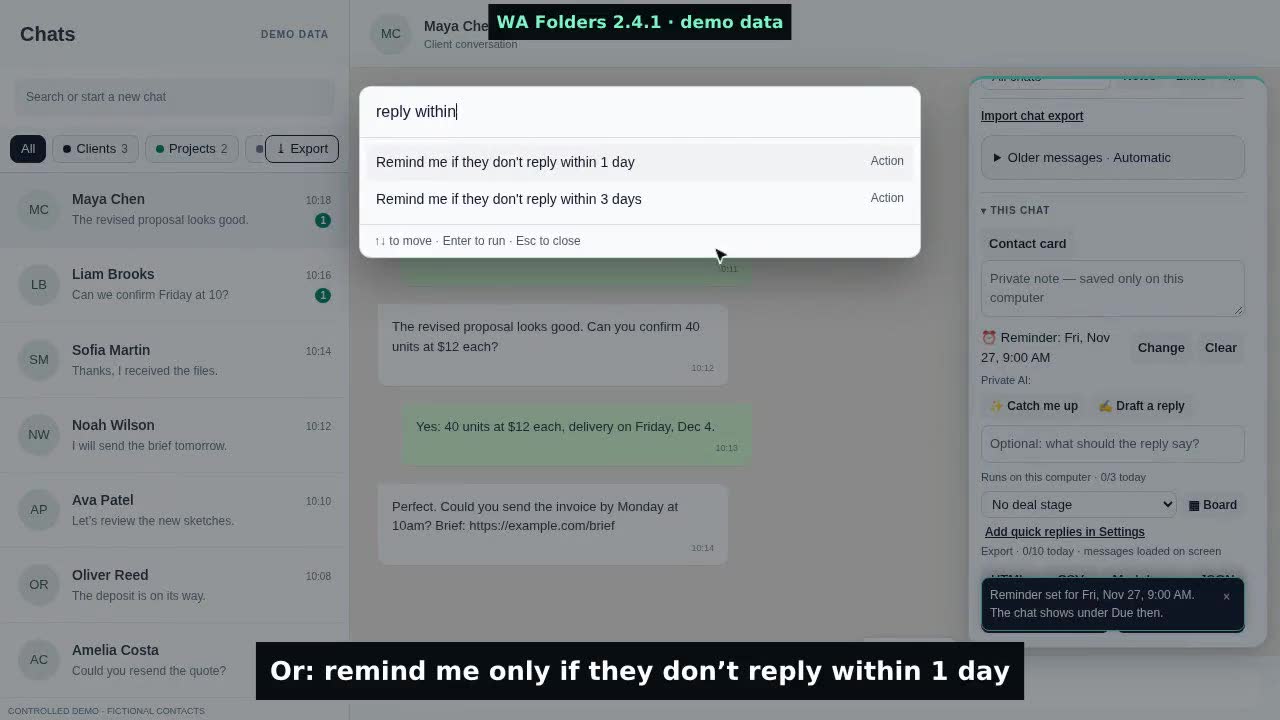 Chats
DEMO DATA
Search or start a new chat
All
Clients 3
Projects 2
⤓ Export
MC
Maya Chen
10:18
The revised proposal looks good.
1
LB
Liam Brooks
10:16
Can we confirm Friday at 10?
1
SM
Sofia Martin
10:14
Thanks, I received the files.
NW
Noah Wilson
10:12
I will send the brief tomorrow.
AP
Ava Patel
10:10
Let's review the new sketches.
OR
Oliver Reed
10:08
The deposit is on its way.
AC
Amelia Costa
Could you resend the quote?
CONTROLLED DEMO · FICTIONAL CONTACTS
MC
Maya Che
Client conversation
WA Folders 2.4.1 · demo data
reply within
Remind me if they don't reply within 1 day
Action
Remind me if they don't reply within 3 days
Action
↑↓ to move · Enter to run · Esc to close
10:11
The revised proposal looks good. Can you confirm 40
units at $12 each?
10:12
Yes: 40 units at $12 each, delivery on Friday, Dec 4.
10:13
Perfect. Could you send the invoice by Monday at
10am? Brief: https://example.com/brief
10:14
Import chat export
▶ Older messages · Automatic
▾ THIS CHAT
Contact card
Private note — saved only on this
computer
⏰ Reminder: Fri, Nov
27, 9:00 AM
Change
Clear
Private AI:
✨ Catch me up
✍️ Draft a reply
Optional: what should the reply say?
Runs on this computer · 0/3 today
No deal stage
▦ Board
Add quick replies in Settings
Export · 0/10 today · messages loaded on screen
Reminder set for Fri, Nov 27, 9:00 AM.
The chat shows under Due then.
×
Or: remind me only if they don’t reply within 1 day